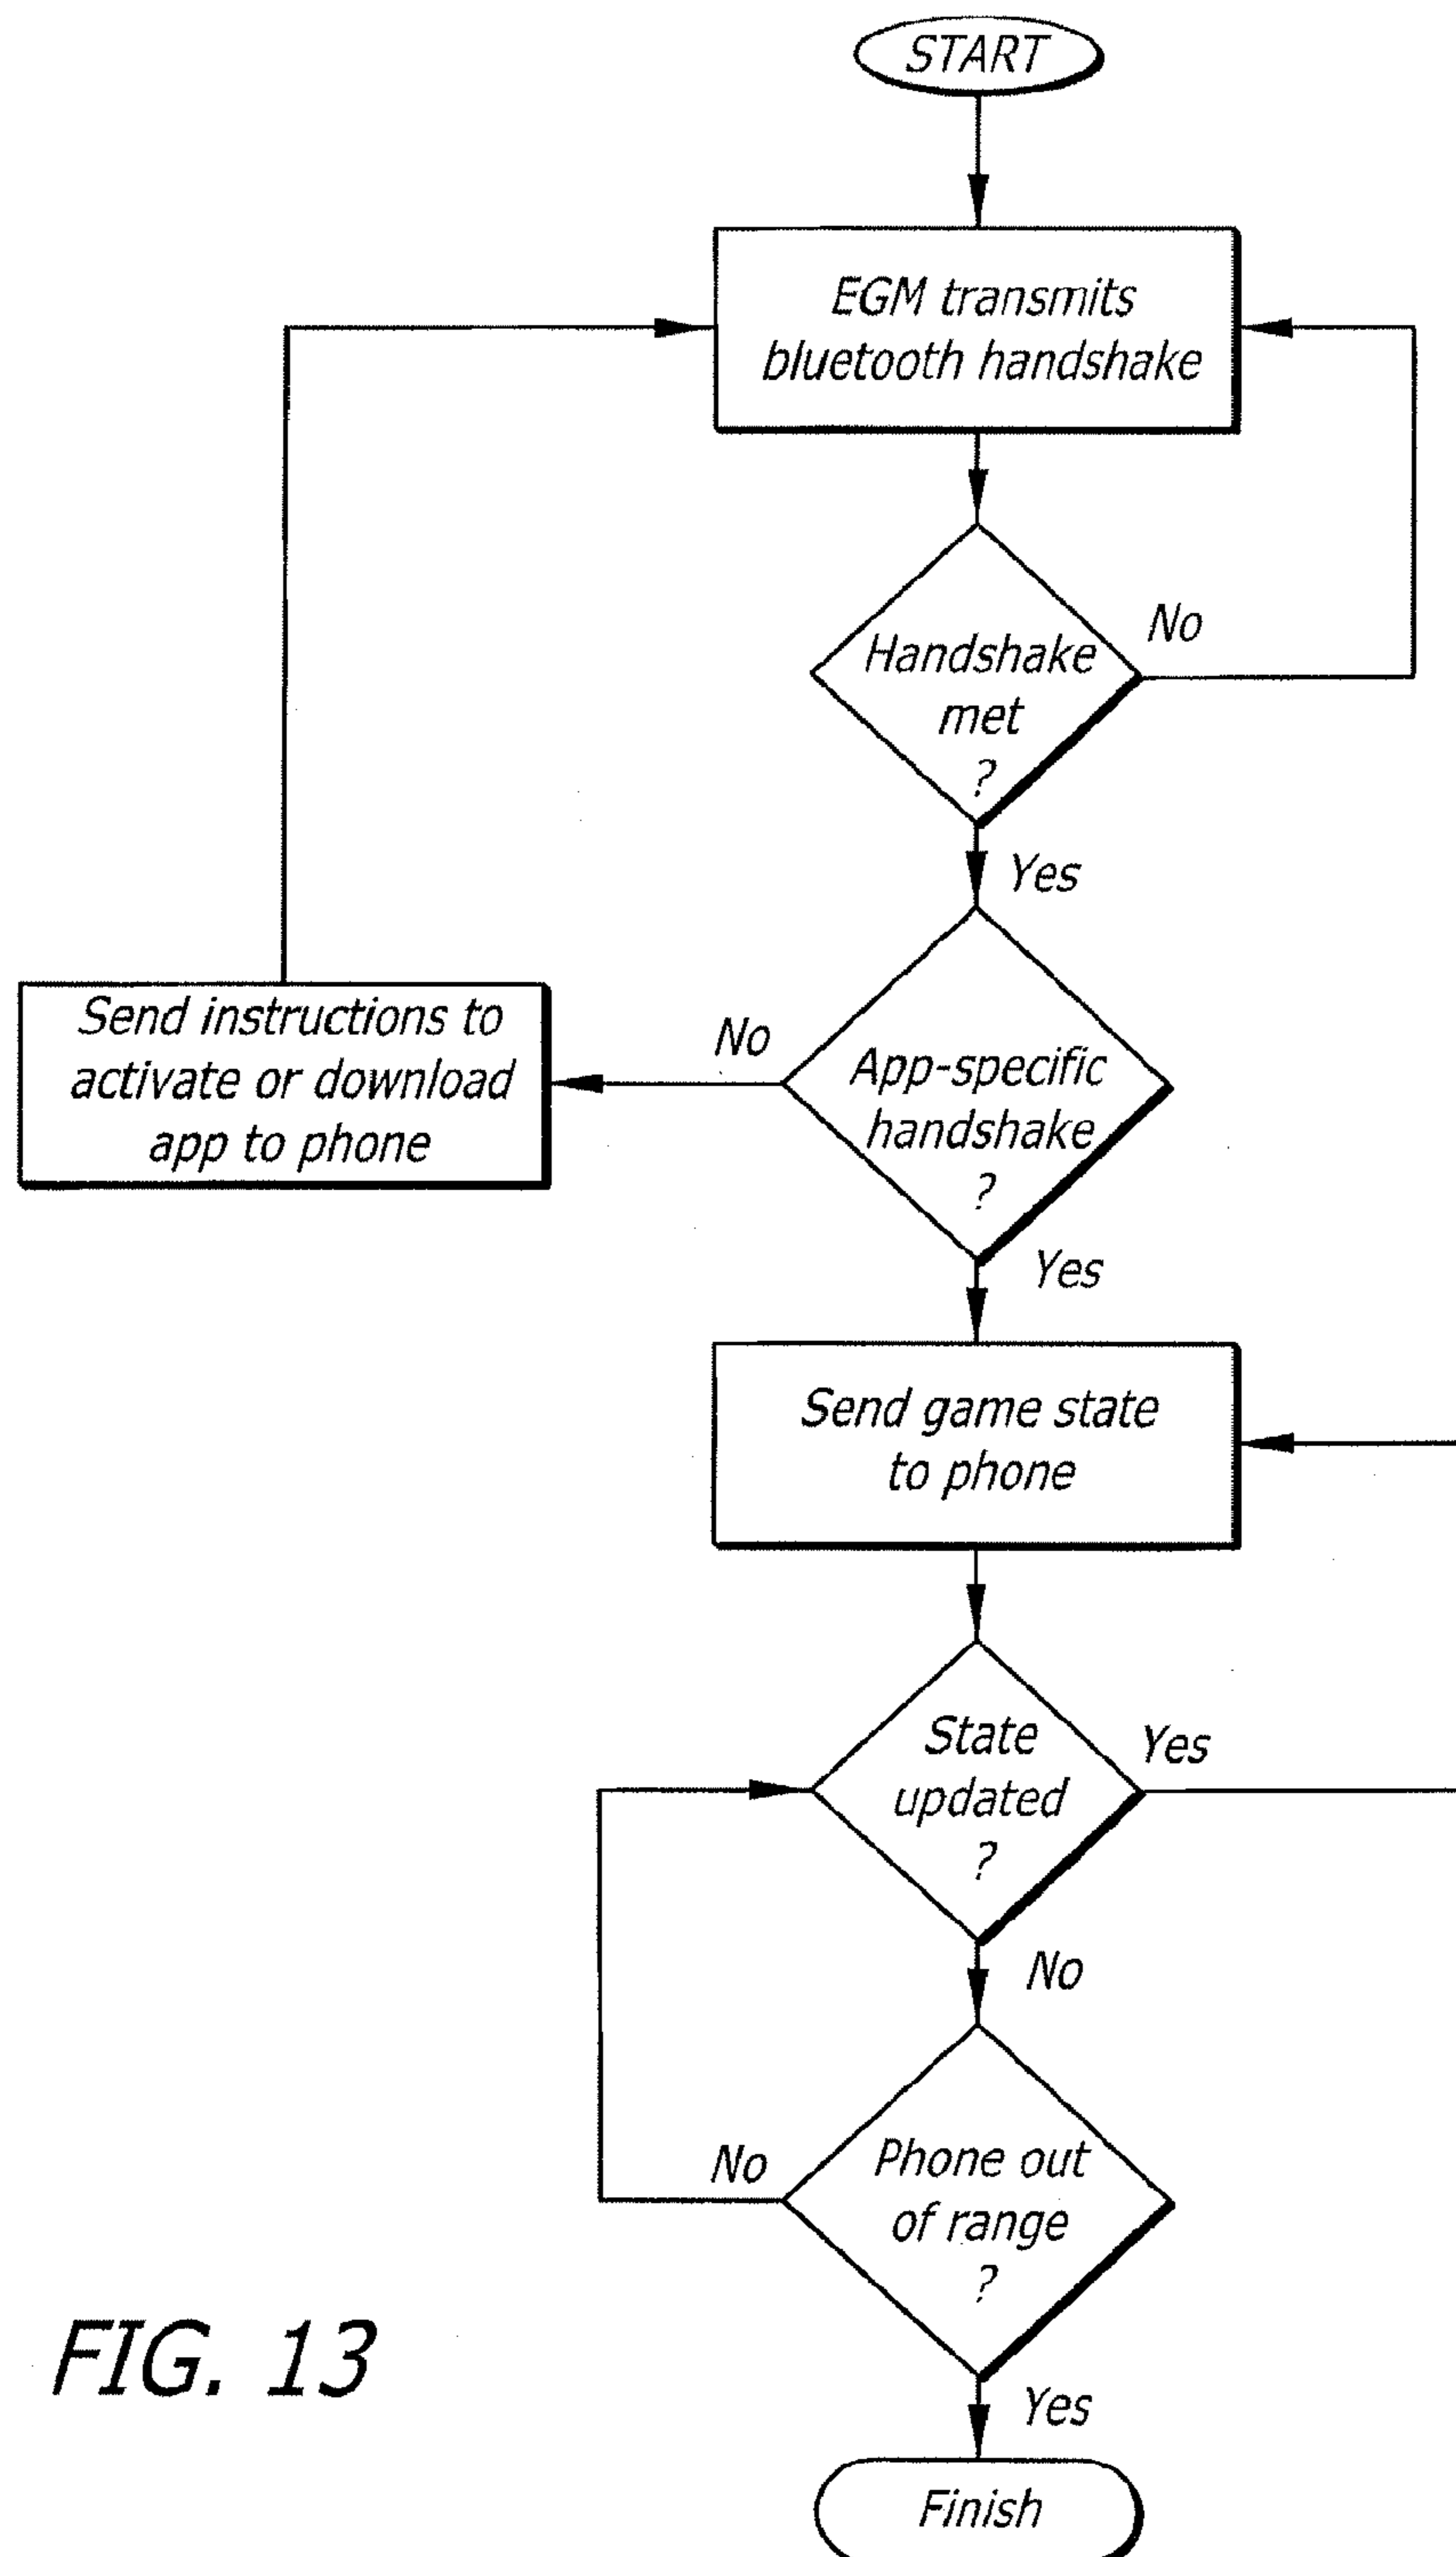 START
EGM transmits
bluetooth handshake
Handshake
met
?
No
Yes
App-specific
handshake
?
No
Send instructions to
activate or download
app to phone
Yes
Send game state
to phone
State
updated
?
Yes
No
Phone out
of range
?
No
Yes
Finish
FIG. 13